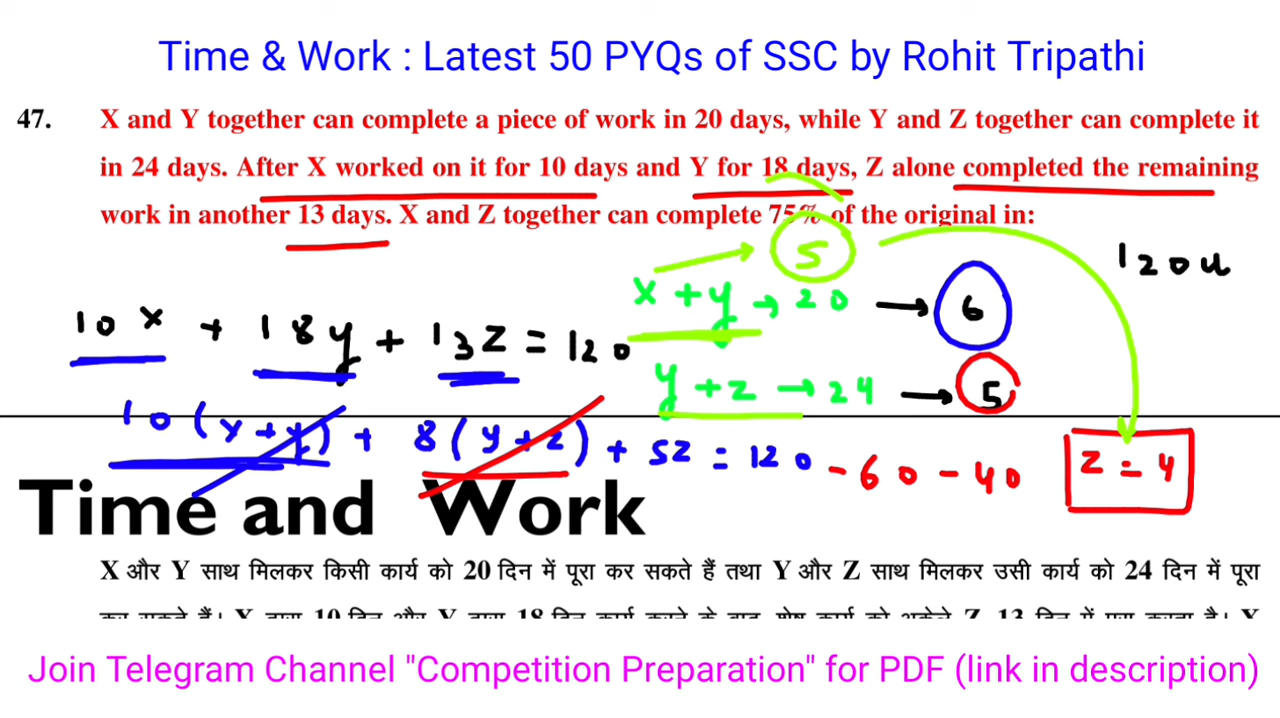 Time & Work : Latest 50 PYQs of SSC by Rohit Tripathi
47. X and Y together can complete a piece of work in 20 days, while Y and Z together can complete it
in 24 days. After X worked on it for 10 days and Y for 18 days, Z alone completed the remaining
work in another 13 days. X and Z together can complete 75% of the original in:
5
120u
x + y → 20 → 6
10 x + 18y + 13z = 120
y + z → 24 → 5
10 (x + y) + 8 (y + z) + 5z = 120 - 60 - 40
z = 4
Time and Work
X और Y साथ मिलकर किसी कार्य को 20 दिन में पूरा कर सकते हैं तथा Y और Z साथ मिलकर उसी कार्य को 24 दिन में पूरा
Join Telegram Channel "Competition Preparation" for PDF (link in description)